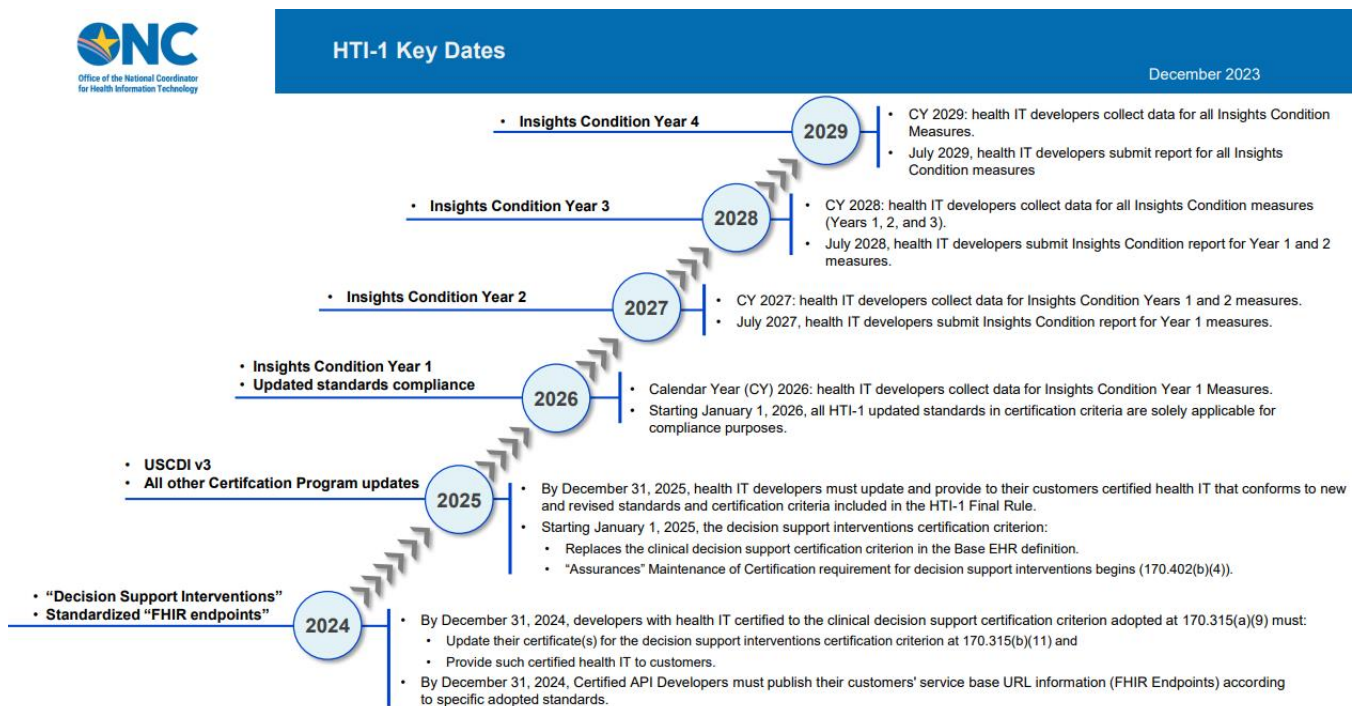 ONC
Office of the National Coordinator
for Health Information Technology
HTI-1 Key Dates
December 2023
• Insights Condition Year 4
2029
• CY 2029: health IT developers collect data for all Insights Condition
Measures.
• July 2029, health IT developers submit report for all Insights
Condition measures
• Insights Condition Year 3
2028
• CY 2028: health IT developers collect data for all Insights Condition measures
(Years 1, 2, and 3).
• July 2028, health IT developers submit Insights Condition report for Year 1 and 2
measures.
• Insights Condition Year 2
2027
• CY 2027: health IT developers collect data for Insights Condition Years 1 and 2 measures.
• July 2027, health IT developers submit Insights Condition report for Year 1 measures.
• Insights Condition Year 1
• Updated standards compliance
2026
• Calendar Year (CY) 2026: health IT developers collect data for Insights Condition Year 1 Measures.
• Starting January 1, 2026, all HTI-1 updated standards in certification criteria are solely applicable for
compliance purposes.
• USCDI v3
• All other Certifcation Program updates
2025
• By December 31, 2025, health IT developers must update and provide to their customers certified health IT that conforms to new
and revised standards and certification criteria included in the HTI-1 Final Rule.
• Starting January 1, 2025, the decision support interventions certification criterion:
• Replaces the clinical decision support certification criterion in the Base EHR definition.
• “Assurances” Maintenance of Certification requirement for decision support interventions begins (170.402(b)(4)).
• “Decision Support Interventions”
• Standardized “FHIR endpoints”
2024
• By December 31, 2024, developers with health IT certified to the clinical decision support certification criterion adopted at 170.315(a)(9) must:
• Update their certificate(s) for the decision support interventions certification criterion at 170.315(b)(11) and
• Provide such certified health IT to customers.
• By December 31, 2024, Certified API Developers must publish their customers' service base URL information (FHIR Endpoints) according
to specific adopted standards.